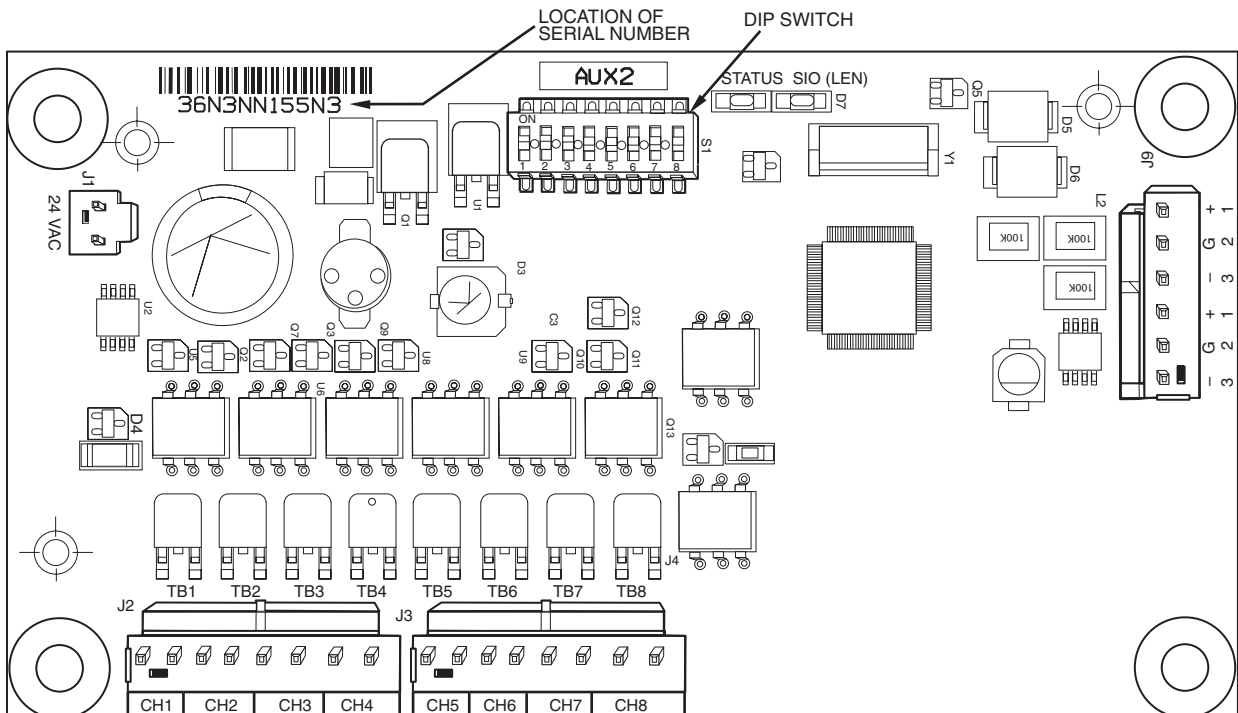 LOCATION OF
SERIAL NUMBER
DIP SWITCH
AUX2
STATUS SIO (LEN)
36N3NN155N3
ON
1 2 3 4 5 6 7 8
S1
D7
Q5
D5
D6
Y1
J9
L2
J1
24 VAC
Q1
U1
D3
100K
100K
100K
+ 1
G 2
– 3
+ 1
G 2
– 3
U2
U5
Q2
Q7
Q3
Q9
U8
C3
U9
Q10
Q12
Q11
U6
D4
Q13
J4
TB1 TB2 TB3 TB4 TB5 TB6 TB7 TB8
J2
J3
CH1 CH2 CH3 CH4 CH5 CH6 CH7 CH8